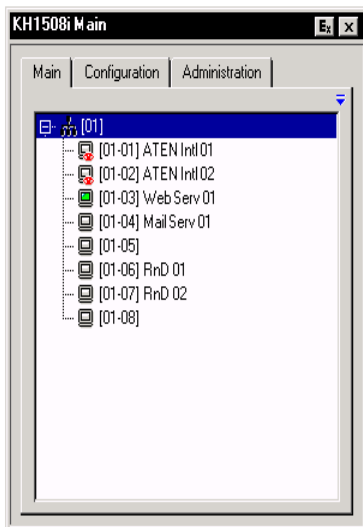 KH1508i Main
Ex X
Main Configuration Administration
[01]
[01-01] ATEN Intl 01
[01-02] ATEN Intl 02
[01-03] Web Serv 01
[01-04] Mail Serv 01
[01-05]
[01-06] RnD 01
[01-07] RnD 02
[01-08]